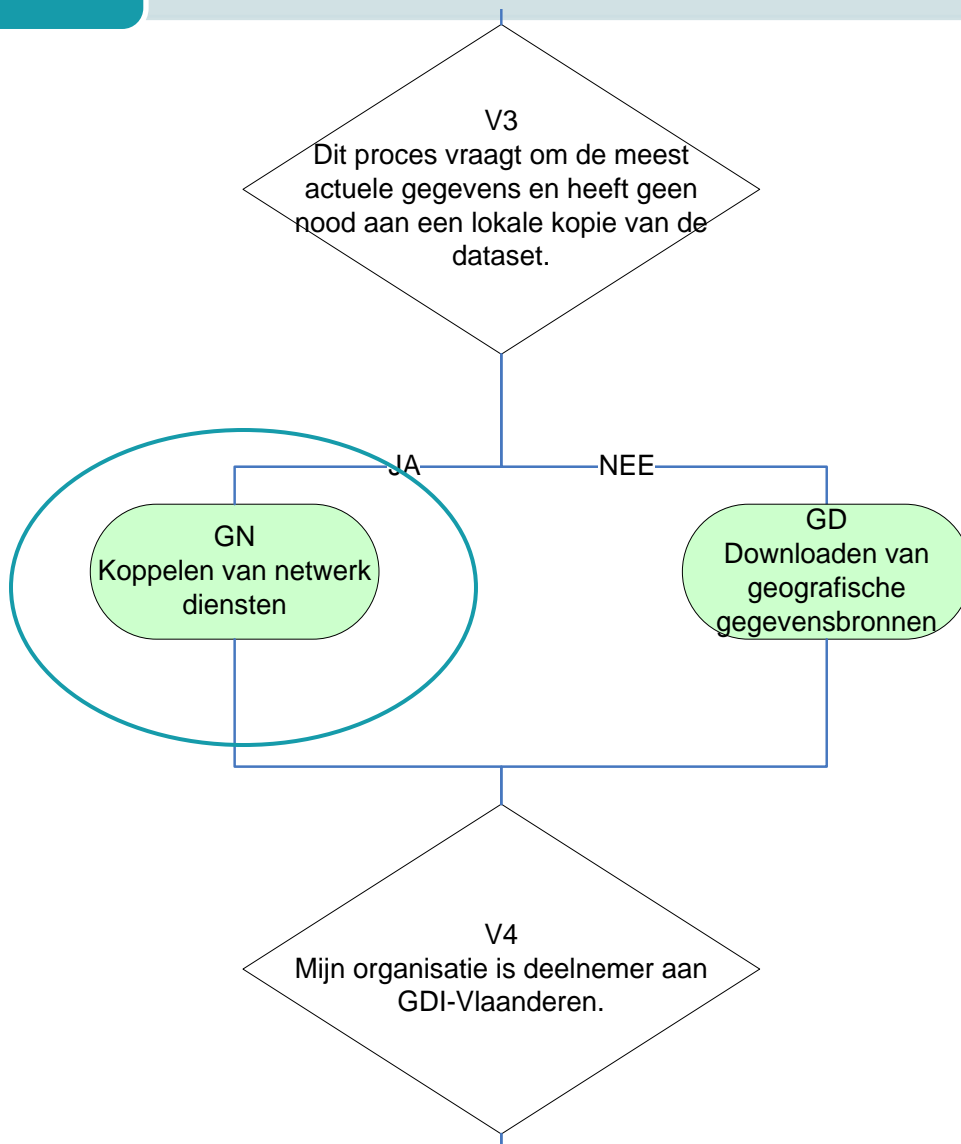 V3
Dit proces vraagt om de meest
actuele gegevens en heeft geen
nood aan een lokale kopie van de
dataset.
JA
NEE
GN
Koppelen van netwerk
diensten
GD
Downloaden van
geografische
gegevensbronnen
V4
Mijn organisatie is deelnemer aan
GDI-Vlaanderen.